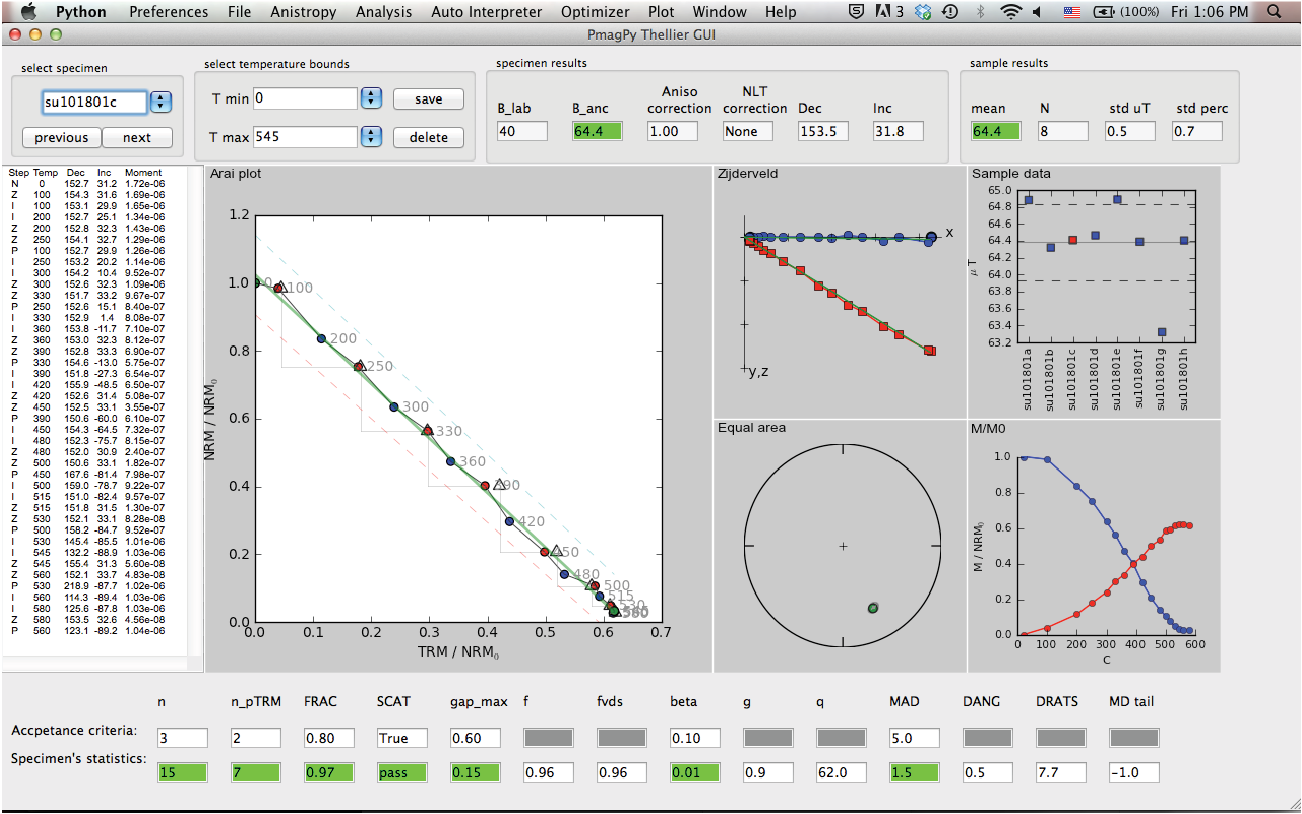 Python Preferences File Anistropy Analysis Auto Interpreter Optimizer Plot Window Help 3 (100%) Fri 1:06 PM
PmagPy Thellier GUI
select specimen
su101801c
previous next
select temperature bounds
T min 0 save
T max 545 delete
specimen results
B_lab B_anc Aniso correction NLT correction Dec Inc
40 64.4 1.00 None 153.5 31.8
sample results
mean N std uT std perc
64.4 8 0.5 0.7
Step Temp Dec Inc Moment
N 0 152.7 31.2 1.72e-06
Z 100 154.3 31.6 1.69e-06
I 100 153.1 29.9 1.65e-06
I 200 152.7 25.1 1.34e-06
Z 200 152.8 32.3 1.43e-06
Z 250 154.1 32.7 1.29e-06
P 100 152.7 29.9 1.26e-06
I 250 153.2 20.2 1.14e-06
I 300 154.2 10.4 9.52e-07
Z 300 152.6 32.3 1.09e-06
Z 330 151.7 33.2 9.67e-07
P 250 152.6 15.1 8.40e-07
I 330 152.9 1.4 8.08e-07
I 360 153.8 -11.7 7.10e-07
Z 360 153.0 32.3 8.12e-07
Z 390 152.8 33.3 6.90e-07
P 330 154.6 -13.0 5.75e-07
I 390 151.8 -27.3 6.54e-07
I 420 155.9 -48.5 6.50e-07
Z 420 152.6 31.4 5.08e-07
Z 450 152.5 33.1 3.55e-07
P 390 150.6 -60.0 6.10e-07
I 450 154.3 -64.5 7.32e-07
I 480 152.3 -75.7 8.15e-07
Z 480 152.0 30.9 2.40e-07
Z 500 150.6 33.1 1.82e-07
P 450 167.6 -81.4 7.98e-07
I 500 159.0 -78.7 9.22e-07
I 515 151.0 -82.4 9.57e-07
Z 515 151.8 31.5 1.30e-07
Z 530 152.1 33.1 8.28e-08
P 500 158.2 -84.7 9.52e-07
I 530 145.4 -85.5 1.01e-06
I 545 132.2 -88.9 1.03e-06
Z 545 155.4 31.3 5.60e-08
Z 560 152.1 33.7 4.83e-08
P 530 218.9 -87.7 1.02e-06
I 560 114.3 -89.4 1.03e-06
I 580 125.6 -87.8 1.03e-06
Z 580 153.5 32.6 4.56e-08
P 560 123.1 -89.2 1.04e-06
Arai plot
1.2
1.0
0.8
0.6
0.4
0.2
0.0
NRM / NRM0
0 100
200
250
300
330
360
390
420
450
480
500
515
530
0.0 0.1 0.2 0.3 0.4 0.5 0.6 0.7
TRM / NRM0
Zijderveld
x
y,z
Sample data
65.0
64.8
64.6
64.4
64.2
64.0
63.8
63.6
63.4
63.2
μ T
su101801a su101801b su101801c su101801d su101801e su101801f su101801g su101801h
Equal area
M/M0
1.0
0.8
0.6
0.4
0.2
0.0
M / NRM0
0 100 200 300 400 500 600
C
n n_pTRM FRAC SCAT gap_max f fvds beta g q MAD DANG DRATS MD tail
Accpetance criteria: 3 2 0.80 True 0.60 0.10 5.0
Specimen's statistics: 15 7 0.97 pass 0.15 0.96 0.96 0.01 0.9 62.0 1.5 0.5 7.7 -1.0